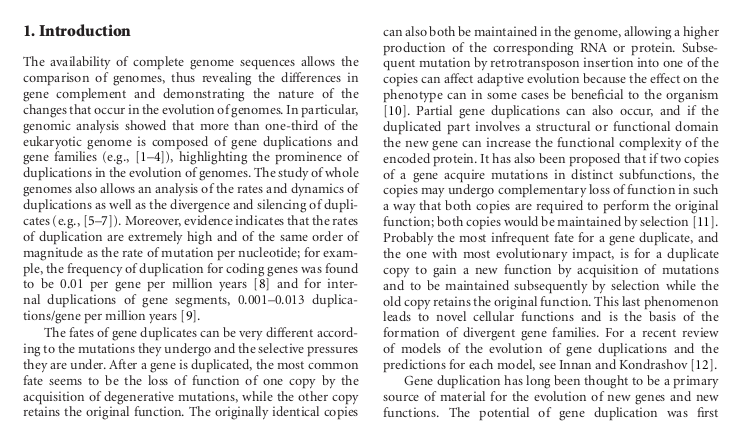 1. Introduction
The availability of complete genome sequences allows the
comparison of genomes, thus revealing the differences in
gene complement and demonstrating the nature of the
changes that occur in the evolution of genomes. In particular,
genomic analysis showed that more than one-third of the
eukaryotic genome is composed of gene duplications and
gene families (e.g., [1–4]), highlighting the prominence of
duplications in the evolution of genomes. The study of whole
genomes also allows an analysis of the rates and dynamics of
duplications as well as the divergence and silencing of dupli-
cates (e.g., [5–7]). Moreover, evidence indicates that the rates
of duplication are extremely high and of the same order of
magnitude as the rate of mutation per nucleotide; for exam-
ple, the frequency of duplication for coding genes was found
to be 0.01 per gene per million years [8] and for inter-
nal duplications of gene segments, 0.001–0.013 duplica-
tions/gene per million years [9].
The fates of gene duplicates can be very different accord-
ing to the mutations they undergo and the selective pressures
they are under. After a gene is duplicated, the most common
fate seems to be the loss of function of one copy by the
acquisition of degenerative mutations, while the other copy
retains the original function. The originally identical copies
can also both be maintained in the genome, allowing a higher
production of the corresponding RNA or protein. Subse-
quent mutation by retrotransposon insertion into one of the
copies can affect adaptive evolution because the effect on the
phenotype can in some cases be beneficial to the organism
[10]. Partial gene duplications can also occur, and if the
duplicated part involves a structural or functional domain
the new gene can increase the functional complexity of the
encoded protein. It has also been proposed that if two copies
of a gene acquire mutations in distinct subfunctions, the
copies may undergo complementary loss of function in such
a way that both copies are required to perform the original
function; both copies would be maintained by selection [11].
Probably the most infrequent fate for a gene duplicate, and
the one with most evolutionary impact, is for a duplicate
copy to gain a new function by acquisition of mutations
and to be maintained subsequently by selection while the
old copy retains the original function. This last phenomenon
leads to novel cellular functions and is the basis of the
formation of divergent gene families. For a recent review
of models of the evolution of gene duplications and the
predictions for each model, see Innan and Kondrashov [12].
Gene duplication has long been thought to be a primary
source of material for the evolution of new genes and new
functions. The potential of gene duplication was first